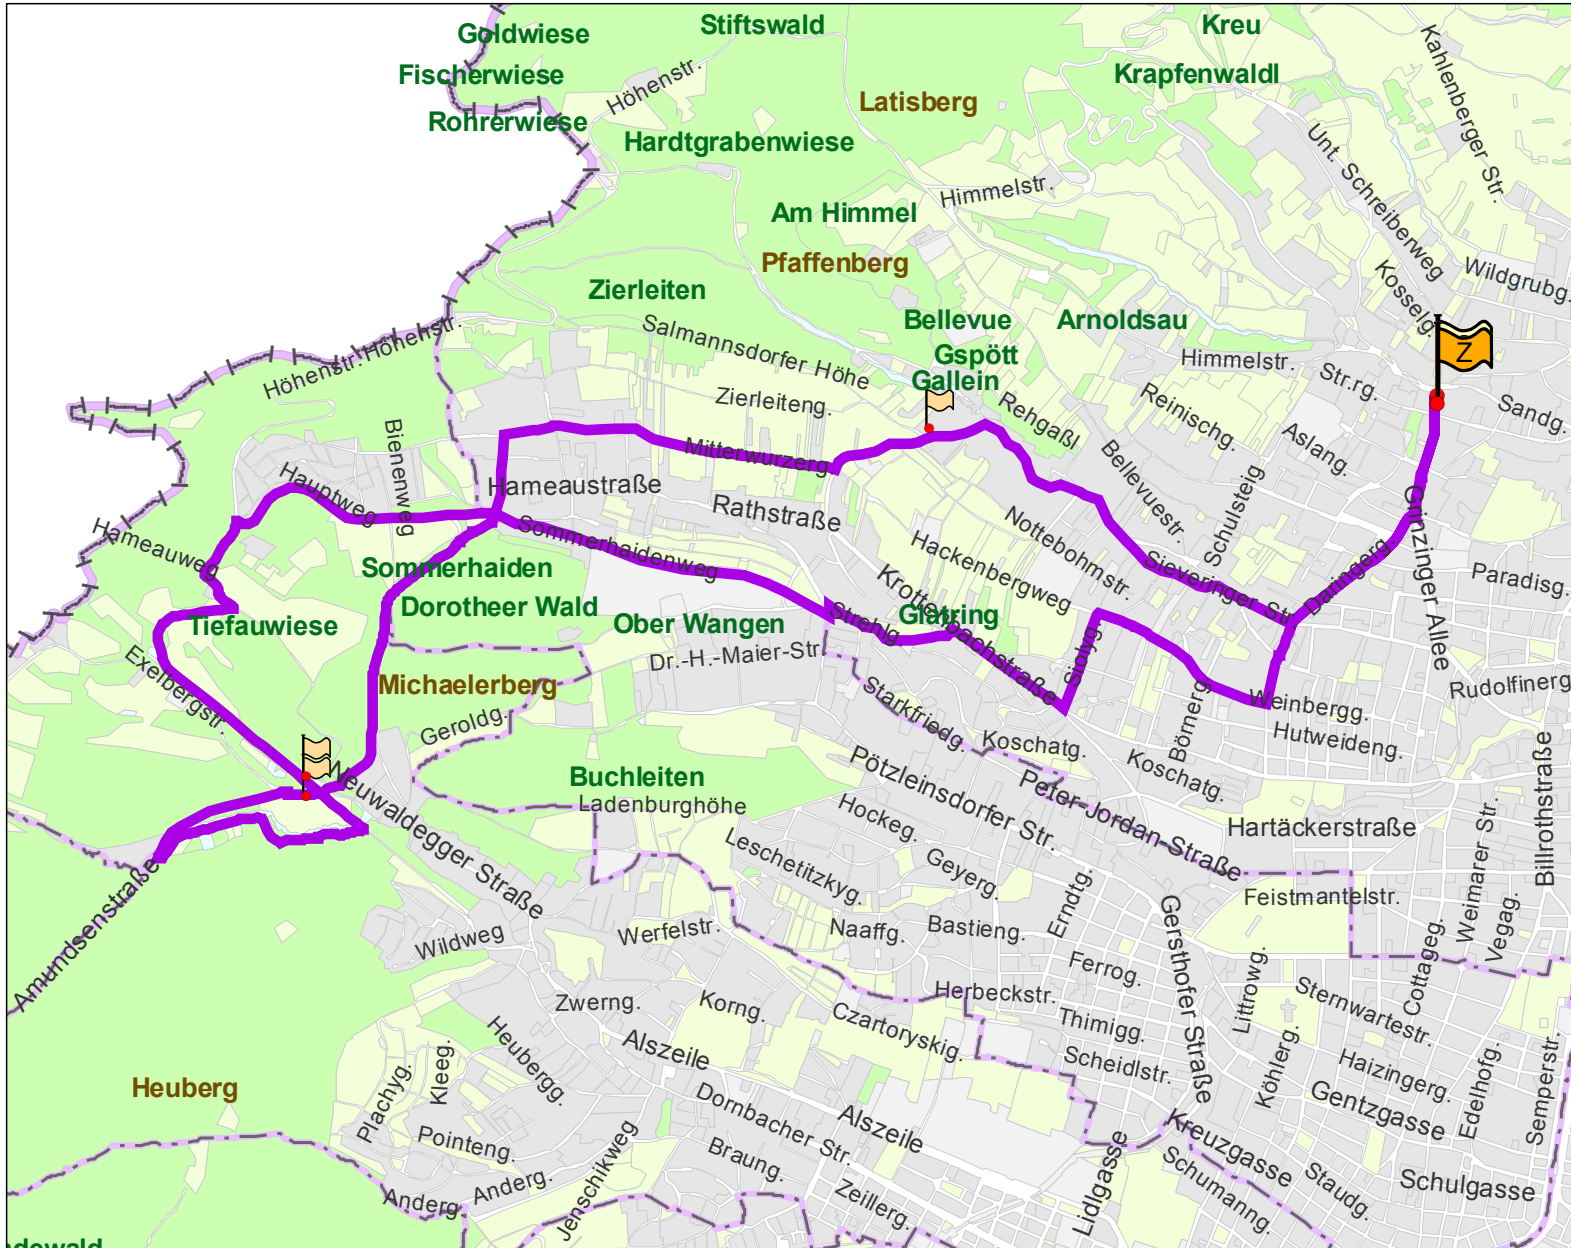 Goldwiese
Stiftswald
Kreu
Kahlenberger Str.
Fischerwiese
Höhenstr.
Krapfenwaldl
Latisberg
Rohrerwiese
Hardtgrabenwiese
Unt. Schreiberweg
Himmelstr.
Am Himmel
Pfaffenberg
Kosselg.
Wildgrubg.
Zierleiten
Höhenstr.
Höhenstr.
Salmannsdorfer Höhe
Bellevue
Arnoldsau
Gspött
Himmelstr.
Z
Gallein
Str.rg.
Zierleiteng.
Rehgaßl
Reinischg.
Sandg.
Bienenweg
Mitterwurzerg.
Aslang.
Bellevuestr.
Hauptweg
Hameaustraße
Rathstraße
Schulsteig
Grinzinger Allee
Hameauweg
Sommerhaidenweg
Nottebohmstr.
Hackenbergweg
Sommerhaiden
Krottenbachstraße
Sieveringer Str.
Daringerg.
Paradisg.
Dorotheer Wald
Glatring
Tiefauwiese
Ober Wangen
Strehlg.
Dr.-H.-Maier-Str.
Siolyg.
Exelbergstr.
Michaelerberg
Starkfriedg.
Börnerg.
Weinbergg.
Rudolfinerg.
Geroldg.
Koschatg.
Hutweideng.
Koschatg.
Pötzleinsdorfer Str.
Peter-Jordan-Straße
Buchleiten
Ladenburghöhe
Neuwaldegger Straße
Hockeg.
Hartäckerstraße
Billrothstraße
Leschetitzkyg.
Geyerg.
Weimarer Str.
Amundsenstraße
Erndtg.
Feistmantelstr.
Gersthofer Straße
Wildweg
Werfelstr.
Naaffg.
Bastieng.
Vegag.
Cottageg.
Ferrog.
Littrowg.
Zwerng.
Korng.
Herbeckstr.
Sternwartestr.
Czartoryskig.
Thimigg.
Heubergg.
Alszeile
Scheidlstr.
Köhlerg.
Haizingerg.
Edelhofg.
Semperstr.
Heuberg
Plachyg.
Kleeg.
Dornbacher Str.
Alszeile
Gentzgasse
Pointeng.
Kreuzgasse
Jenschikweg
Braung.
Lidlgasse
Schumanng.
Staudg.
Schulgasse
Anderg.
Anderg.
Zeillerg.